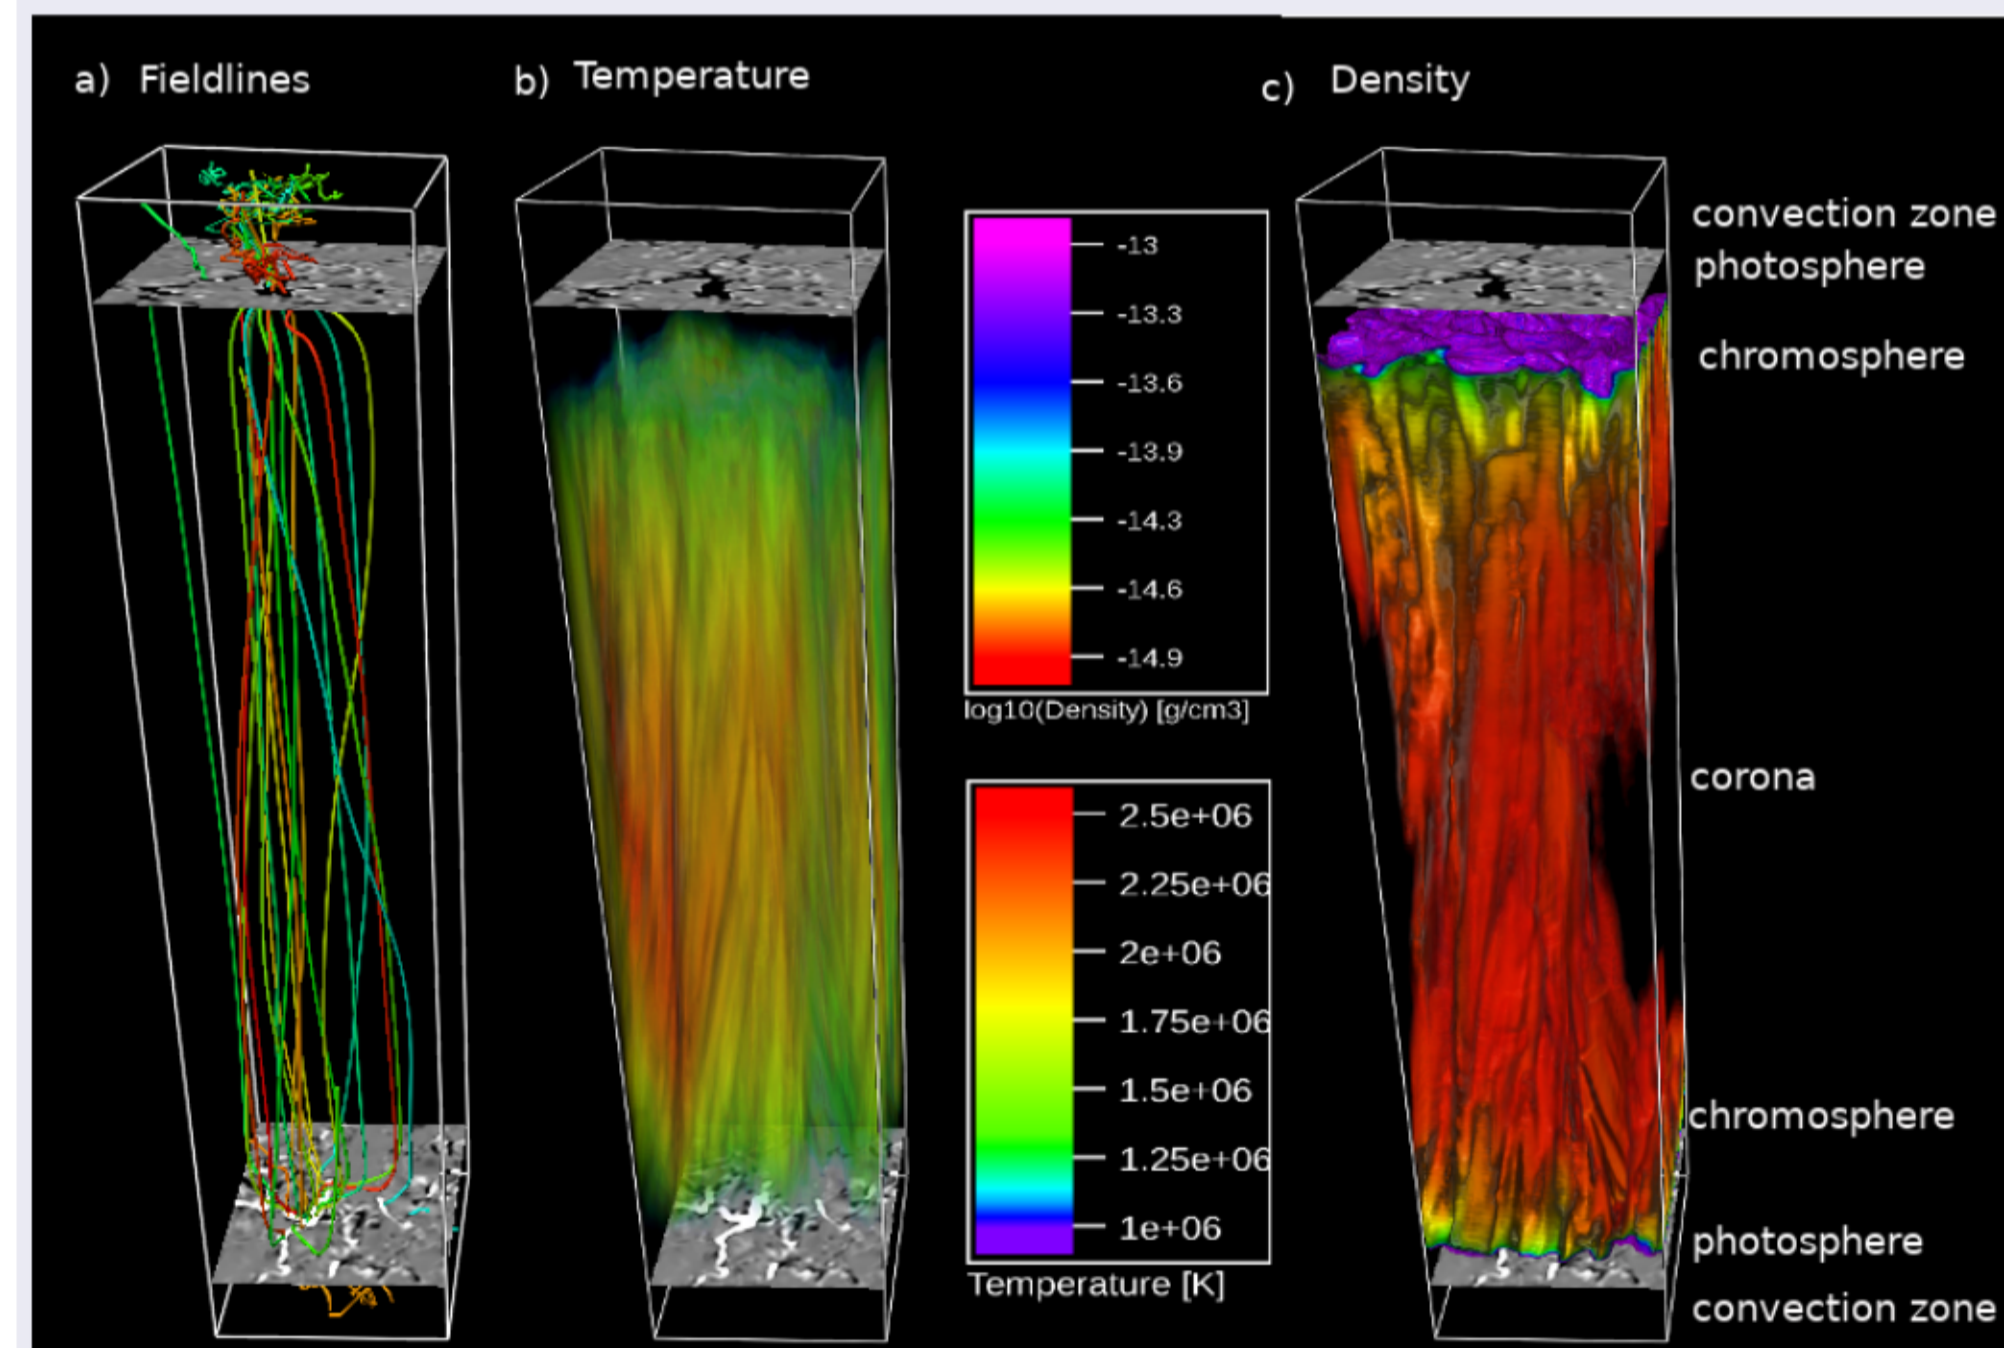 a) Fieldlines
b) Temperature
c) Density
-13
-13.3
-13.6
-13.9
-14.3
-14.6
-14.9
log10(Density) [g/cm3]
2.5e+06
2.25e+06
2e+06
1.75e+06
1.5e+06
1.25e+06
1e+06
Temperature [K]
convection zone
photosphere
chromosphere
corona
chromosphere
photosphere
convection zone